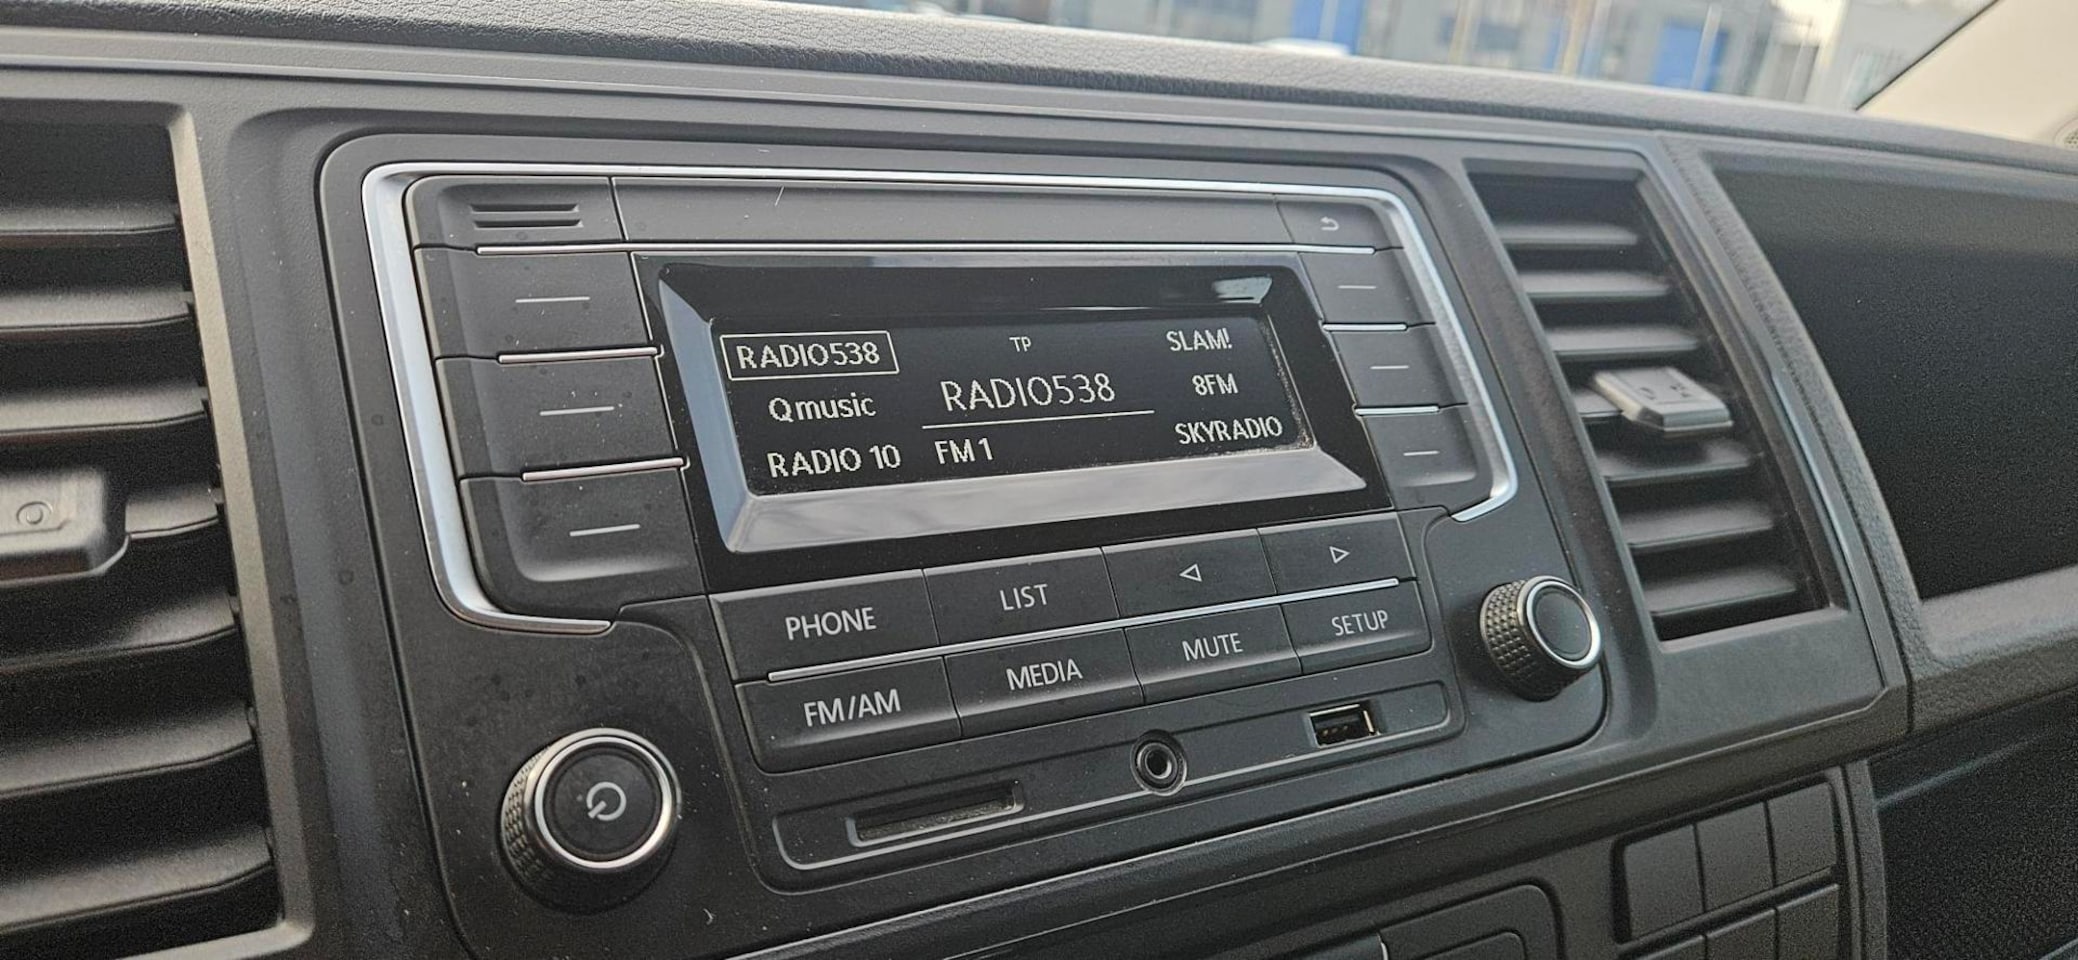 RADIO538
Qmusic
RADIO 10
TP
RADIO538
FM 1
SLAM!
8FM
SKYRADIO
PHONE
LIST
FM/AM
MEDIA
MUTE
SETUP